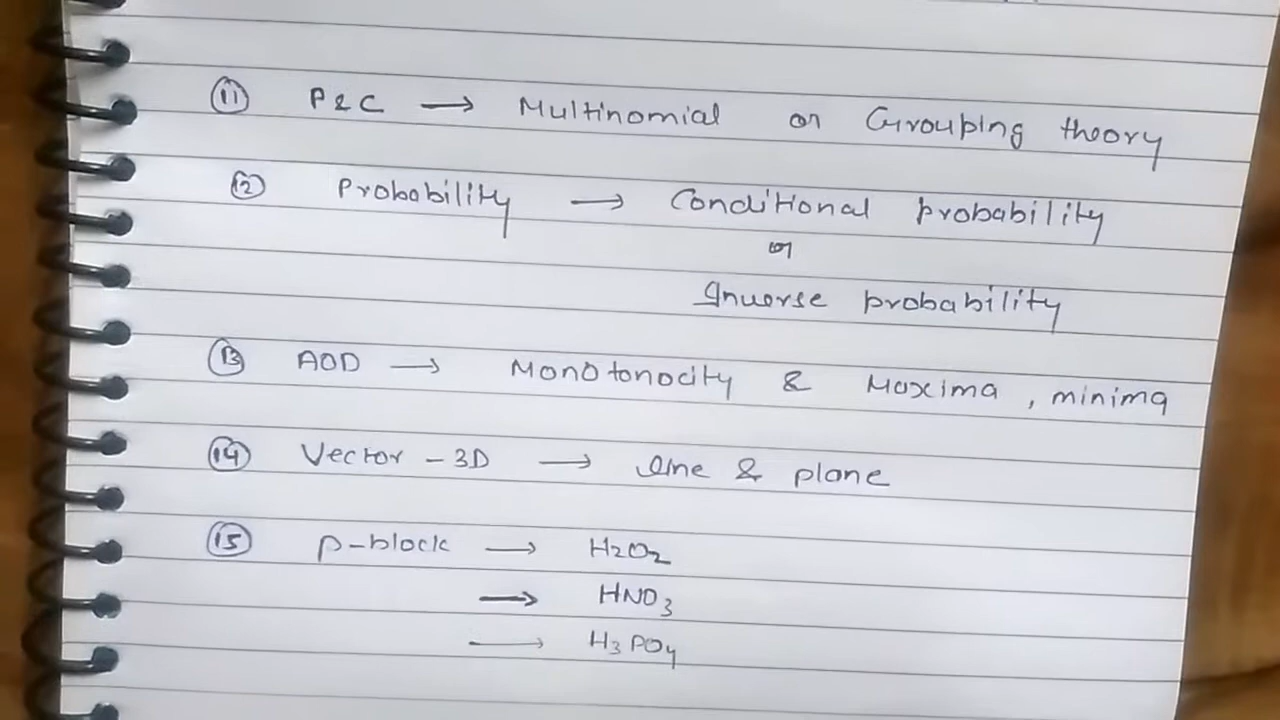 ⑪ P&C → Multinomial or Grouping theory
⑫ Probability → Conditional probability
or
Inverse probability
⑬ AOD → Monotonocity & Maxima, minima
⑭ Vector - 3D → line & plane
⑮ p-block → H2O2
→ HNO3
→ H3PO4